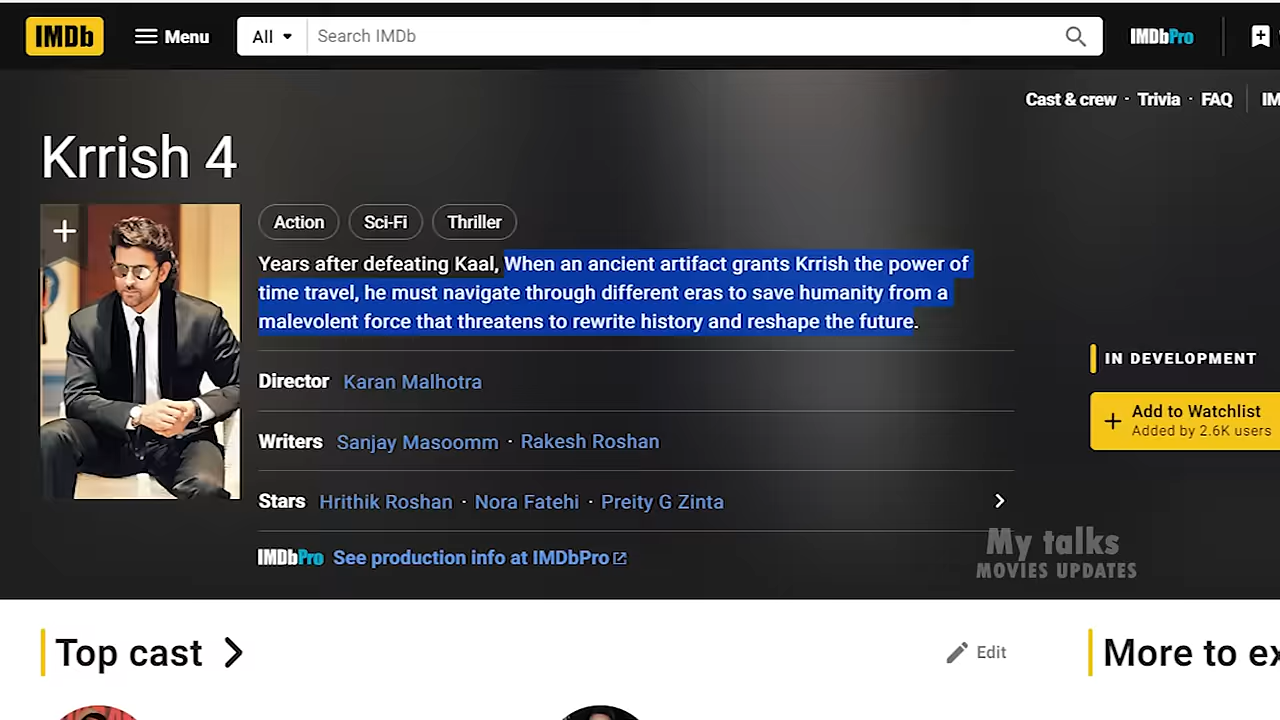 IMDb Menu All Search IMDb IMDbPro
Cast & crew · Trivia · FAQ IM
Krrish 4
Action Sci-Fi Thriller
Years after defeating Kaal, When an ancient artifact grants Krrish the power of
time travel, he must navigate through different eras to save humanity from a
malevolent force that threatens to rewrite history and reshape the future.
IN DEVELOPMENT
Director Karan Malhotra
+ Add to Watchlist
Added by 2.6K users
Writers Sanjay Masoomm · Rakesh Roshan
Stars Hrithik Roshan · Nora Fatehi · Preity G Zinta
My talks
MOVIES UPDATES
IMDbPro See production info at IMDbPro
Top cast
Edit
More to ex